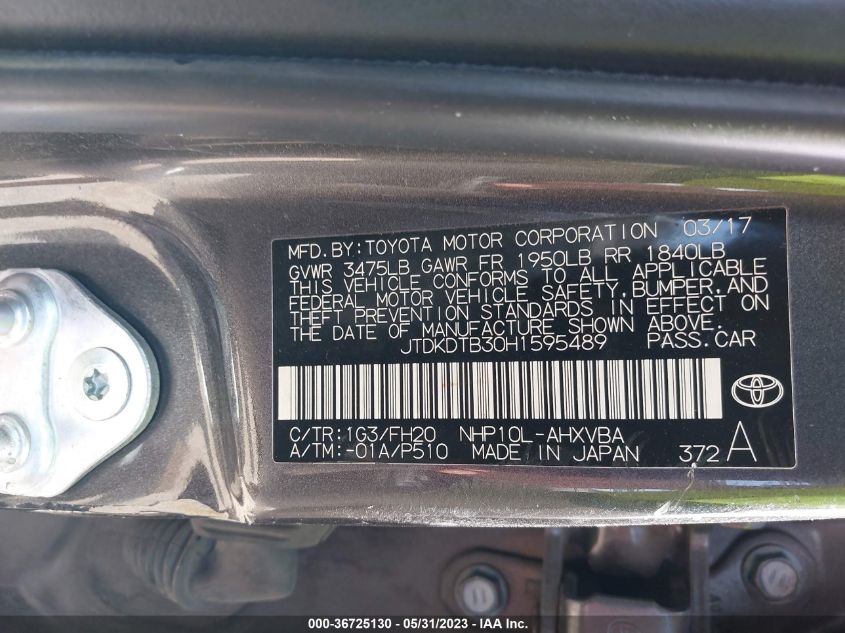 MFD. BY:TOYOTA MOTOR CORPORATION 03/17
GVWR 3475LB GAWR FR 1950LB RR 1840LB
THIS VEHICLE CONFORMS TO ALL APPLICABLE
FEDERAL MOTOR VEHICLE SAFETY,BUMPER,AND
THEFT PREVENTION STANDARDS IN EFFECT ON
THE DATE OF MANUFACTURE SHOWN ABOVE.
JTDKDTB30H1595489 PASS.CAR
C/TR:1G3/FH20 NHP10L-AHXVBA
A/TM:-01A/P510 MADE IN JAPAN 372 A
000-36725130 - 05/31/2023 - © IAA Inc.